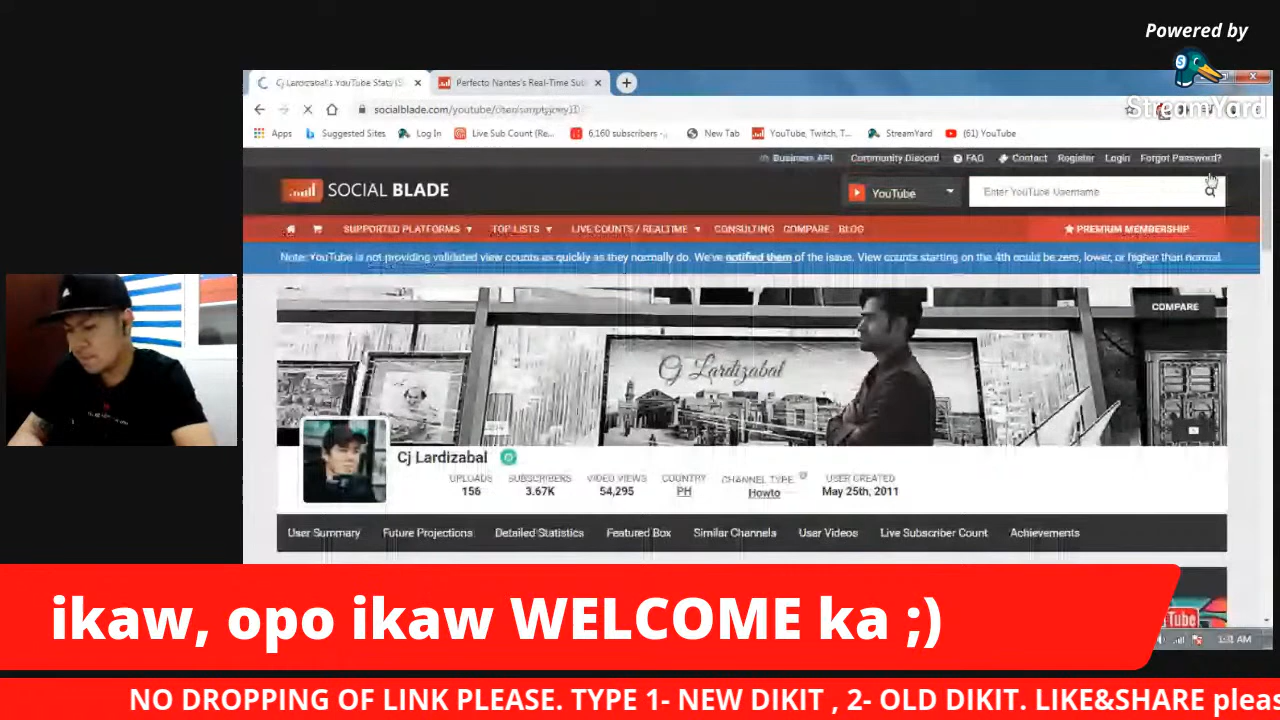 Powered by
StreamYard
Cj Lardizabal's YouTube Stats (S
Perfecto Nantes's Real-Time Sub
socialblade.com/youtube/
Apps
Suggested Sites
Log In
Live Sub Count (Re...
6,160 subscribers -...
New Tab
YouTube, Twitch, T...
StreamYard
(61) YouTube
Business API
Community Discord
FAQ
Contact
Register
Login
Forgot Password?
SOCIAL BLADE
YouTube
Enter YouTube Username
SUPPORTED PLATFORMS
TOP LISTS
LIVE COUNTS / REALTIME
CONSULTING
COMPARE
BLOG
PREMIUM MEMBERSHIP
Note: YouTube is not providing validated view counts as quickly as they normally do. We've notified them of the issue. View counts starting on the 4th could be zero, lower, or higher than normal
COMPARE
Cj Lardizabal
Cj Lardizabal
UPLOADS
156
SUBSCRIBERS
3.67K
VIDEO VIEWS
54,295
COUNTRY
PH
CHANNEL TYPE
Howto
USER CREATED
May 25th, 2011
User Summary
Future Projections
Detailed Statistics
Featured Box
Similar Channels
User Videos
Live Subscriber Count
Achievements
ikaw, opo ikaw WELCOME ka ;)
NO DROPPING OF LINK PLEASE. TYPE 1- NEW DIKIT , 2- OLD DIKIT. LIKE&SHARE pleas